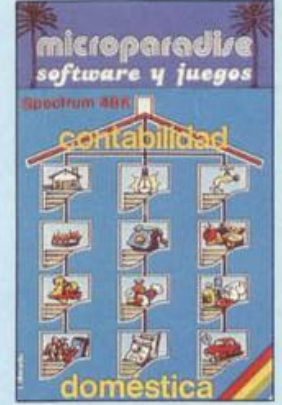 microparadise
software y juegos
Spectrum 48K
contabilidad
doméstica